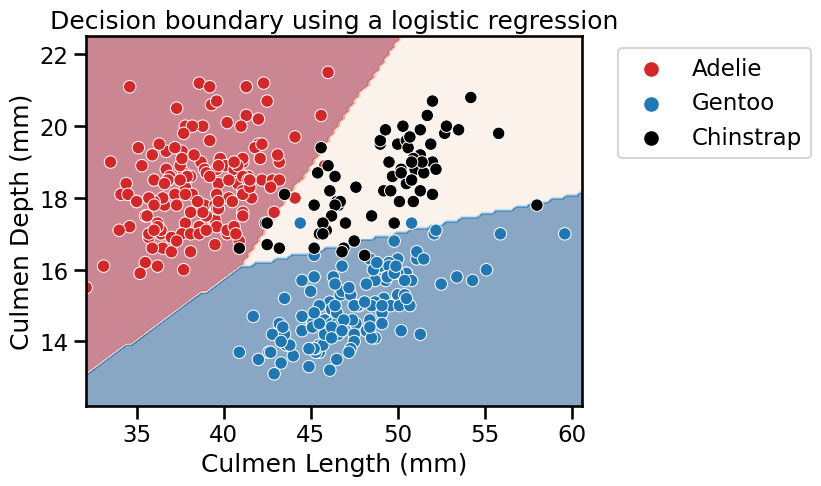 Decision boundary using a logistic regression
Adelie
Gentoo
Chinstrap
Culmen Depth (mm)
22
20
18
16
14
35
40
45
50
55
60
Culmen Length (mm)